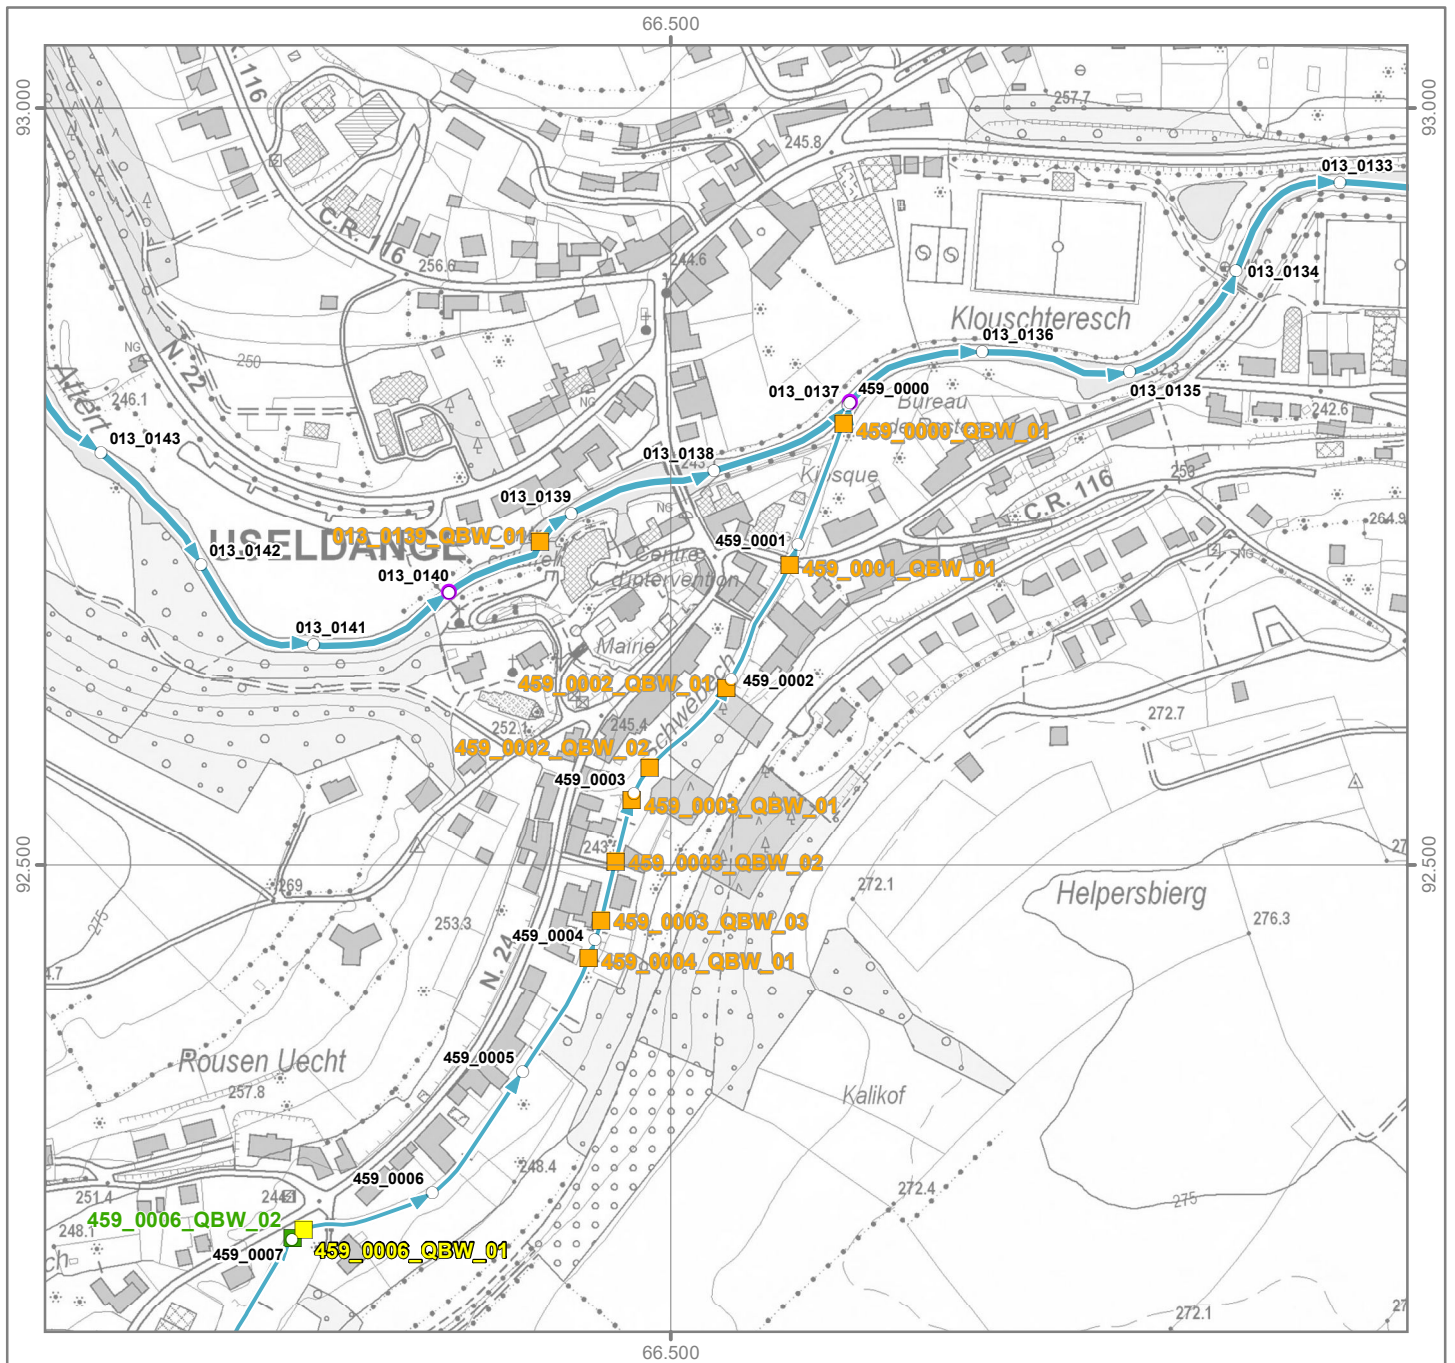 66.500
93.000
93.000
C.R. 116
257.7
245.8
013_0133
256.6
244.6
013_0134
Klouschteresch
013_0136
N. 22
NG
250
Attert
246.1
NG
013_0137
459_0000
Bureau
459_0000_QBW_01
013_0135
242.6
013_0143
013_0138
Kiosque
253
C.R. 116
013_0139
NG
264.9
USELDANGE
013_0139_QBW_01
459_0001
013_0142
Centre
d'intervention
459_0001_QBW_01
NG
013_0140
013_0141
Mairie
459_0002_QBW_01
459_0002
252.1
245.4
272.7
459_0002_QBW_02
459_0003
459_0003_QBW_01
92.500
92.500
459_0003_QBW_02
269
272.1
Helpersbierg
275
253.3
459_0003_QBW_03
276.3
459_0004
459_0004_QBW_01
N. 24
Rousen Uecht
459_0005
257.8
Kalikof
248.4
459_0006
272.4
275
251.4
459_0006_QBW_02
248.1
459_0007
459_0006_QBW_01
272.1
66.500